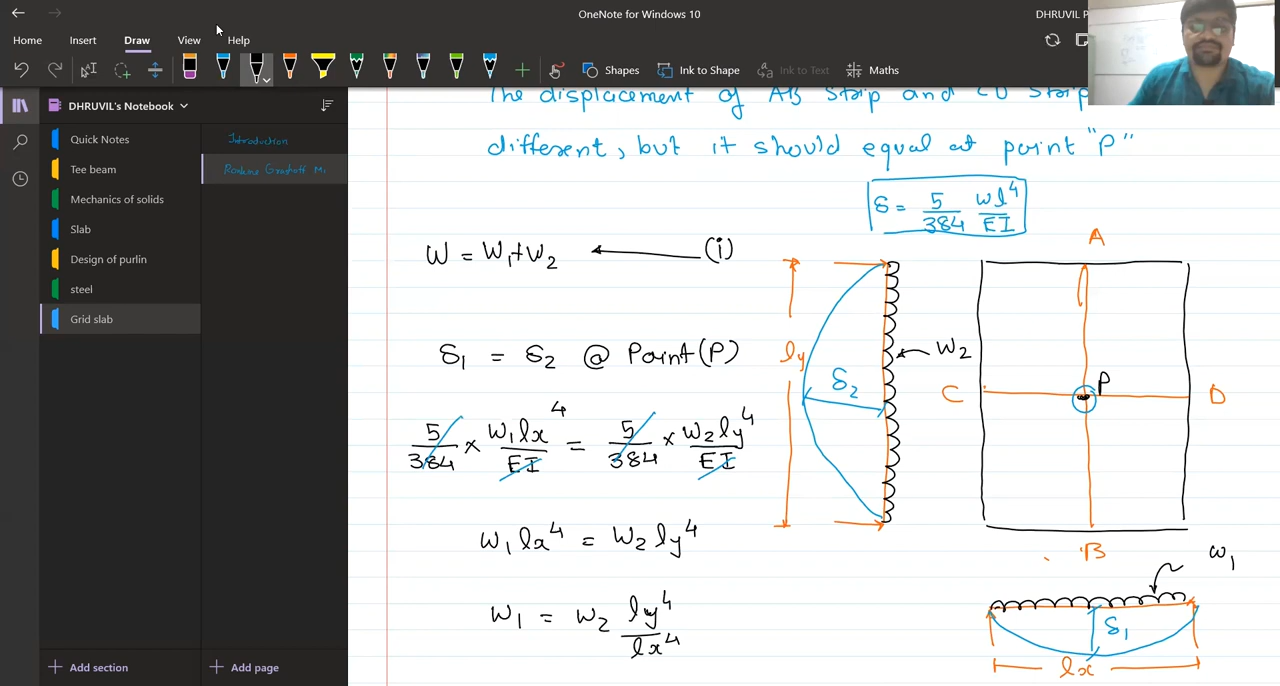 OneNote for Windows 10
DHRUVIL P
Home Insert Draw View Help
Shapes Ink to Shape Ink to Text Maths
DHRUVIL's Notebook
Quick Notes
Tee beam
Mechanics of solids
Slab
Design of purlin
steel
Grid slab
Add section
Introduction
Add page
The displacement of AB strip and CD strip
different, but it should equal at point "P"
δ = 5/384 Wl⁴/EI
W = W₁+W₂ ← (i)
δ₁ = δ₂ @ Point(P)
5/384 × W₁lx⁴/EI = 5/384 × W₂ly⁴/EI
W₁lx⁴ = W₂ly⁴
W₁ = W₂ ly⁴/lx⁴
ly
δ₂
W₂
A
C
P
D
B
W₁
δ₁
lx